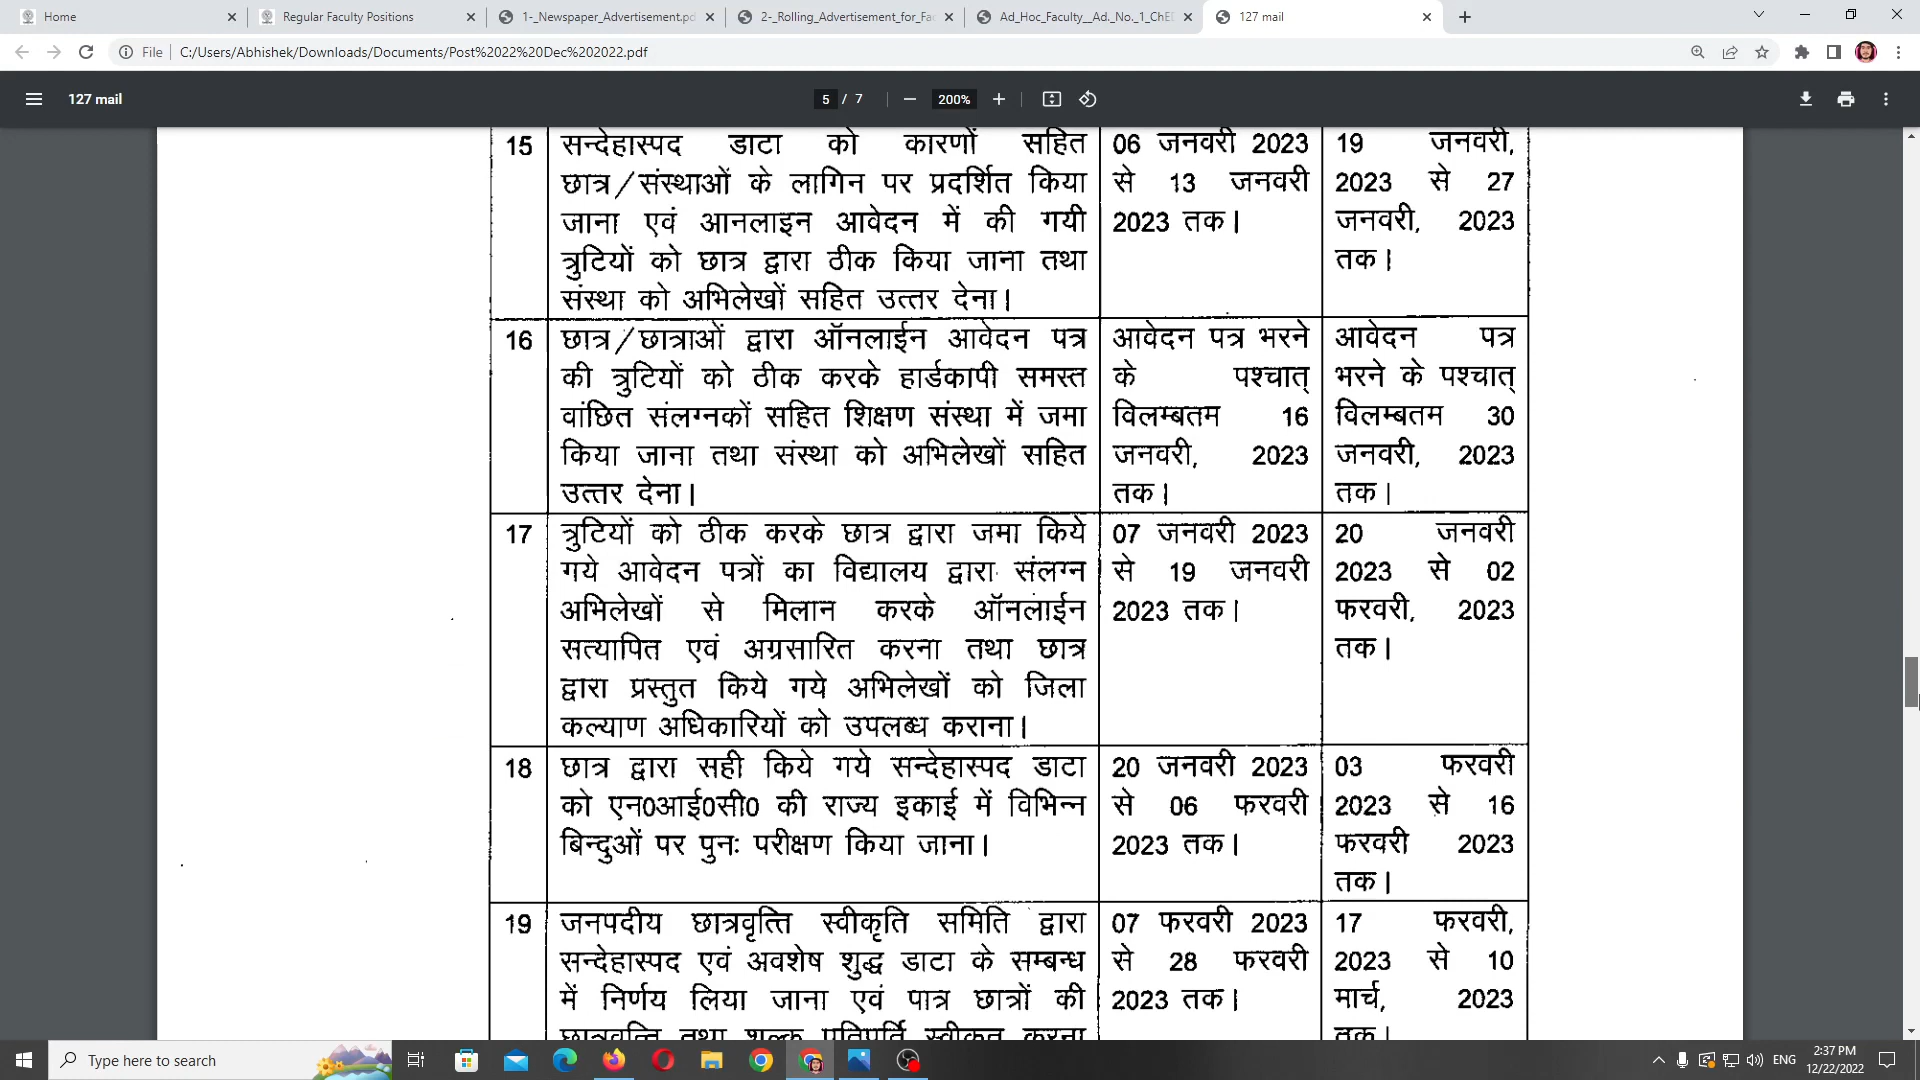 Home
Regular Faculty Positions
1-_Newspaper_Advertisement.pd
2-_Rolling_Advertisement_for_Fac
Ad_Hoc_Faculty__Ad._No._1_ChED
127 mail
File C:/Users/Abhishek/Downloads/Documents/Post%2022%20Dec%202022.pdf
127 mail
5 / 7
200%
15 सन्देहास्पद डाटा को कारणों सहित 06 जनवरी 2023 19 जनवरी,
छात्र/संस्थाओं के लागिन पर प्रदर्शित किया से 13 जनवरी 2023 से 27
जाना एवं आनलाइन आवेदन में की गयी 2023 तक। जनवरी, 2023
त्रुटियों को छात्र द्वारा ठीक किया जाना तथा तक।
संस्था को अभिलेखों सहित उत्तर देना।
16 छात्र/छात्राओं द्वारा ऑनलाईन आवेदन पत्र आवेदन पत्र भरने आवेदन पत्र
की त्रुटियों को ठीक करके हार्डकापी समस्त के पश्चात् भरने के पश्चात्
वांछित संलग्नकों सहित शिक्षण संस्था में जमा विलम्बतम 16 विलम्बतम 30
किया जाना तथा संस्था को अभिलेखों सहित जनवरी, 2023 जनवरी, 2023
उत्तर देना। तक। तक।
17 त्रुटियों को ठीक करके छात्र द्वारा जमा किये 07 जनवरी 2023 20 जनवरी
गये आवेदन पत्रों का विद्यालय द्वारा संलग्न से 19 जनवरी 2023 से 02
अभिलेखों से मिलान करके ऑनलाईन 2023 तक। फरवरी, 2023
सत्यापित एवं अग्रसारित करना तथा छात्र तक।
द्वारा प्रस्तुत किये गये अभिलेखों को जिला
कल्याण अधिकारियों को उपलब्ध कराना।
18 छात्र द्वारा सही किये गये सन्देहास्पद डाटा 20 जनवरी 2023 03 फरवरी
को एन0आई0सी0 की राज्य इकाई में विभिन्न से 06 फरवरी 2023 से 16
बिन्दुओं पर पुनः परीक्षण किया जाना। 2023 तक। फरवरी 2023
तक।
19 जनपदीय छात्रवृत्ति स्वीकृति समिति द्वारा 07 फरवरी 2023 17 फरवरी,
सन्देहास्पद एवं अवशेष शुद्ध डाटा के सम्बन्ध से 28 फरवरी 2023 से 10
में निर्णय लिया जाना एवं पात्र छात्रों की 2023 तक। मार्च, 2023
छात्रवृत्ति तथा शुल्क प्रतिपूर्ति स्वीकृत करना तक।
Type here to search
ENG
2:37 PM
12/22/2022